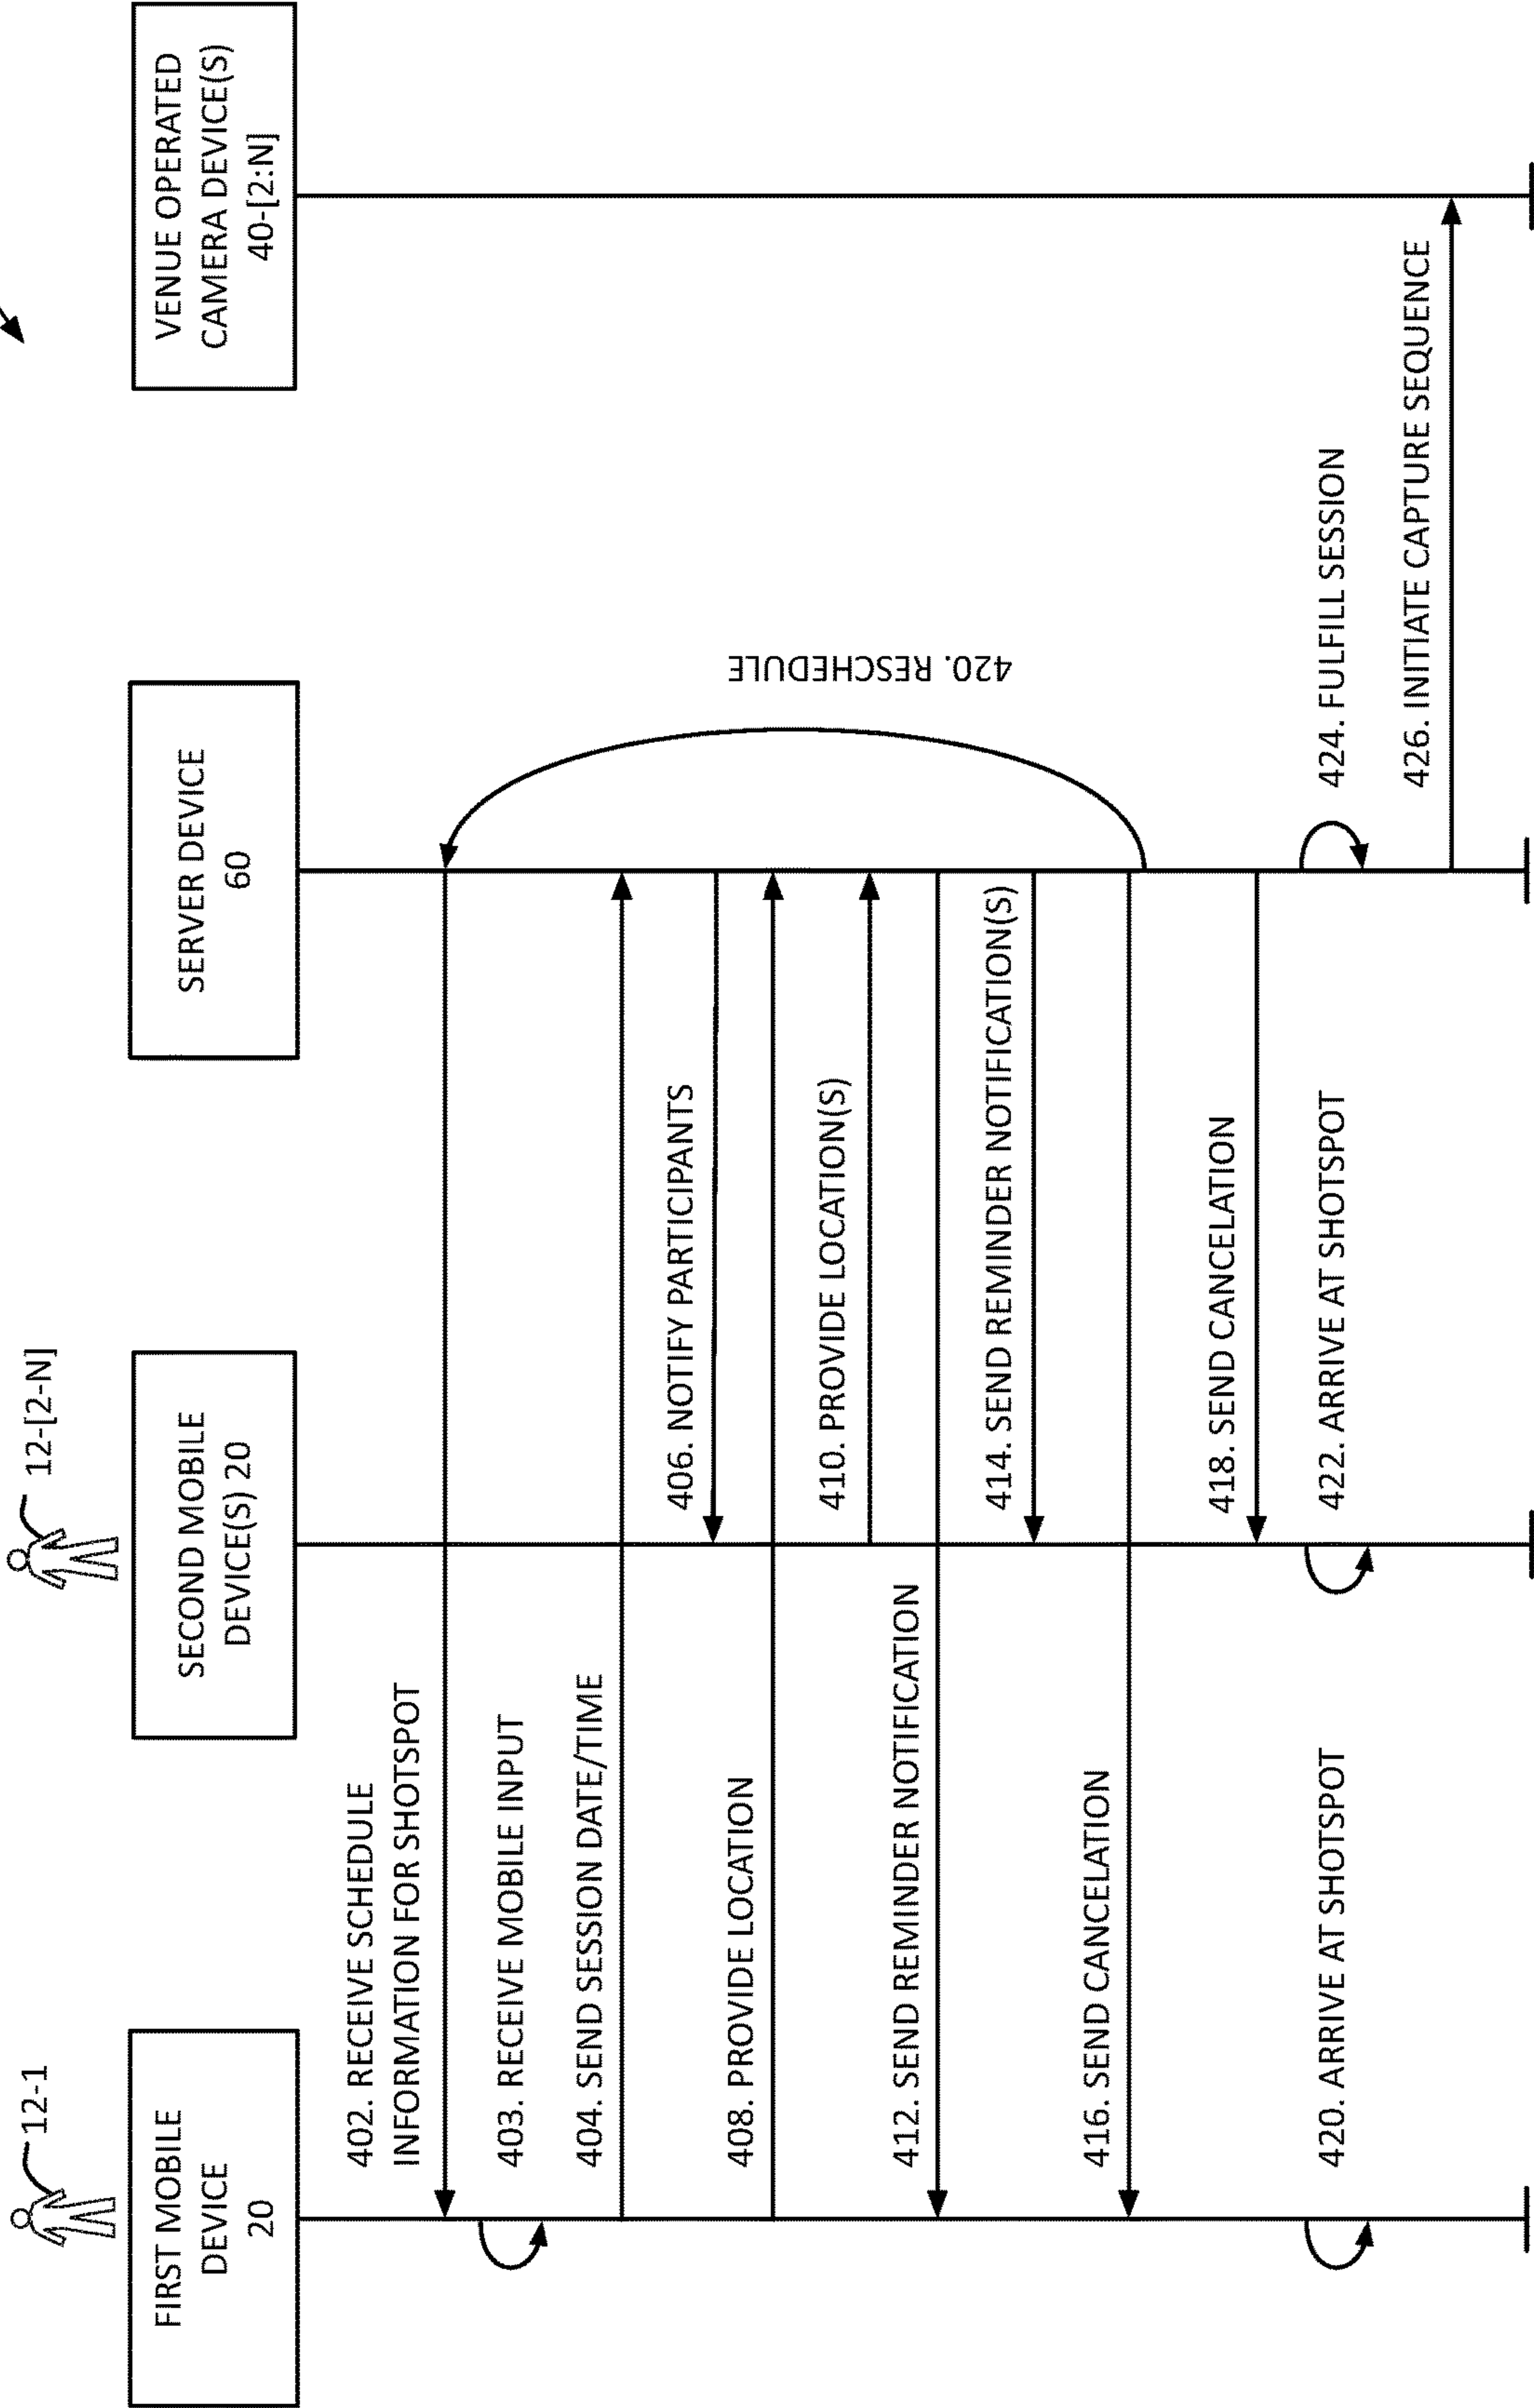 12-1
12-[2-N]
FIRST MOBILE
DEVICE
20
SECOND MOBILE
DEVICE(S) 20
SERVER DEVICE
60
VENUE OPERATED
CAMERA DEVICE(S)
40-[2:N]
402. RECEIVE SCHEDULE
INFORMATION FOR SHOTSPOT
403. RECEIVE MOBILE INPUT
404. SEND SESSION DATE/TIME
406. NOTIFY PARTICIPANTS
408. PROVIDE LOCATION
410. PROVIDE LOCATION(S)
412. SEND REMINDER NOTIFICATION
414. SEND REMINDER NOTIFICATION(S)
416. SEND CANCELATION
418. SEND CANCELATION
420. RESCHEDULE
420. ARRIVE AT SHOTSPOT
422. ARRIVE AT SHOTSPOT
424. FULFILL SESSION
426. INITIATE CAPTURE SEQUENCE